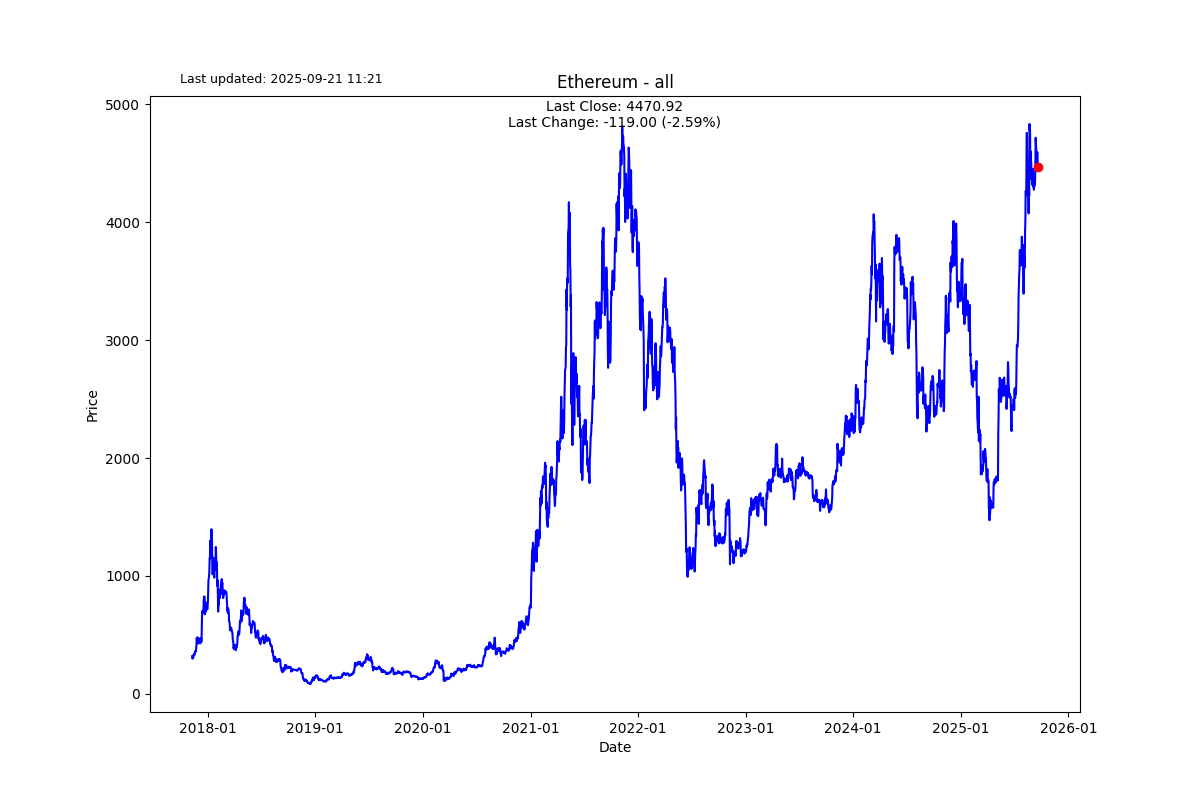 Last updated: 2025-09-21 11:21
Ethereum - all
Last Close: 4470.92
Last Change: -119.00 (-2.59%)
5000
4000
3000
2000
1000
0
Price
2018-01 2019-01 2020-01 2021-01 2022-01 2023-01 2024-01 2025-01 2026-01
Date